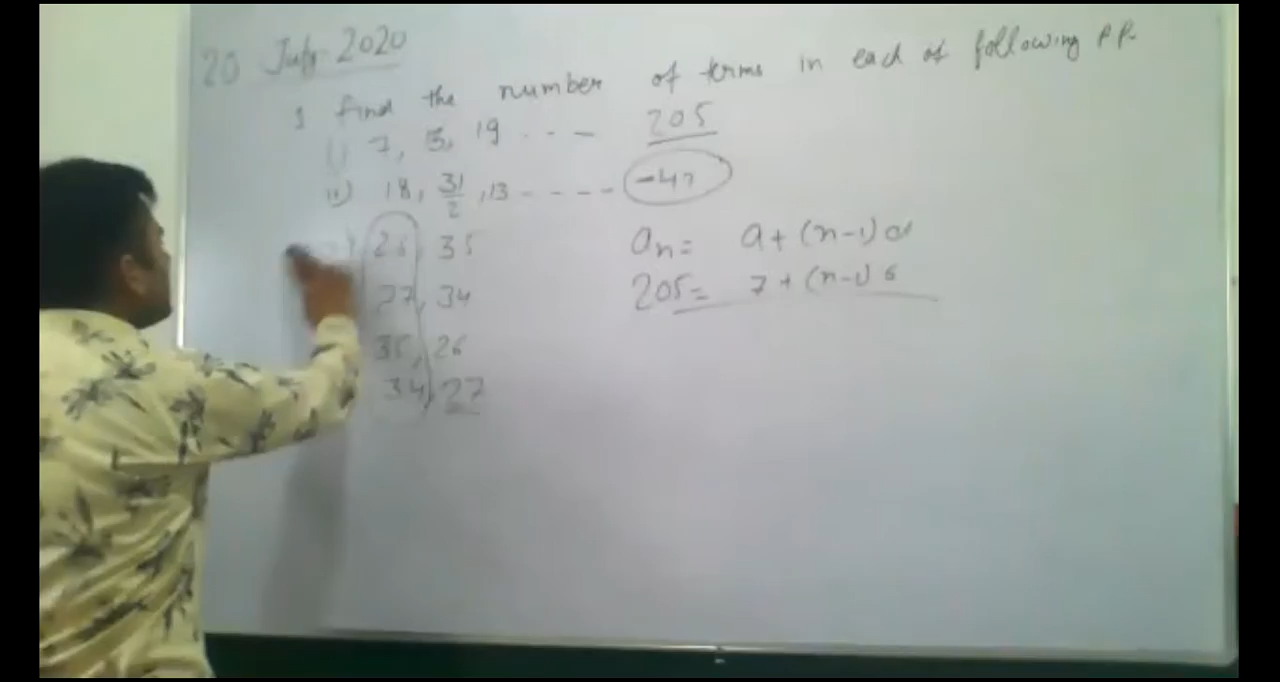 20 July 2020
1 find the number of terms in each of following
i) 7, 13, 19 ... 205
ii) 18, 31/2, 13 - - - - - -47
26, 35
27, 34
35, 26
34, 27
an = a + (n-1) d
205 = 7 + (n-1) 6